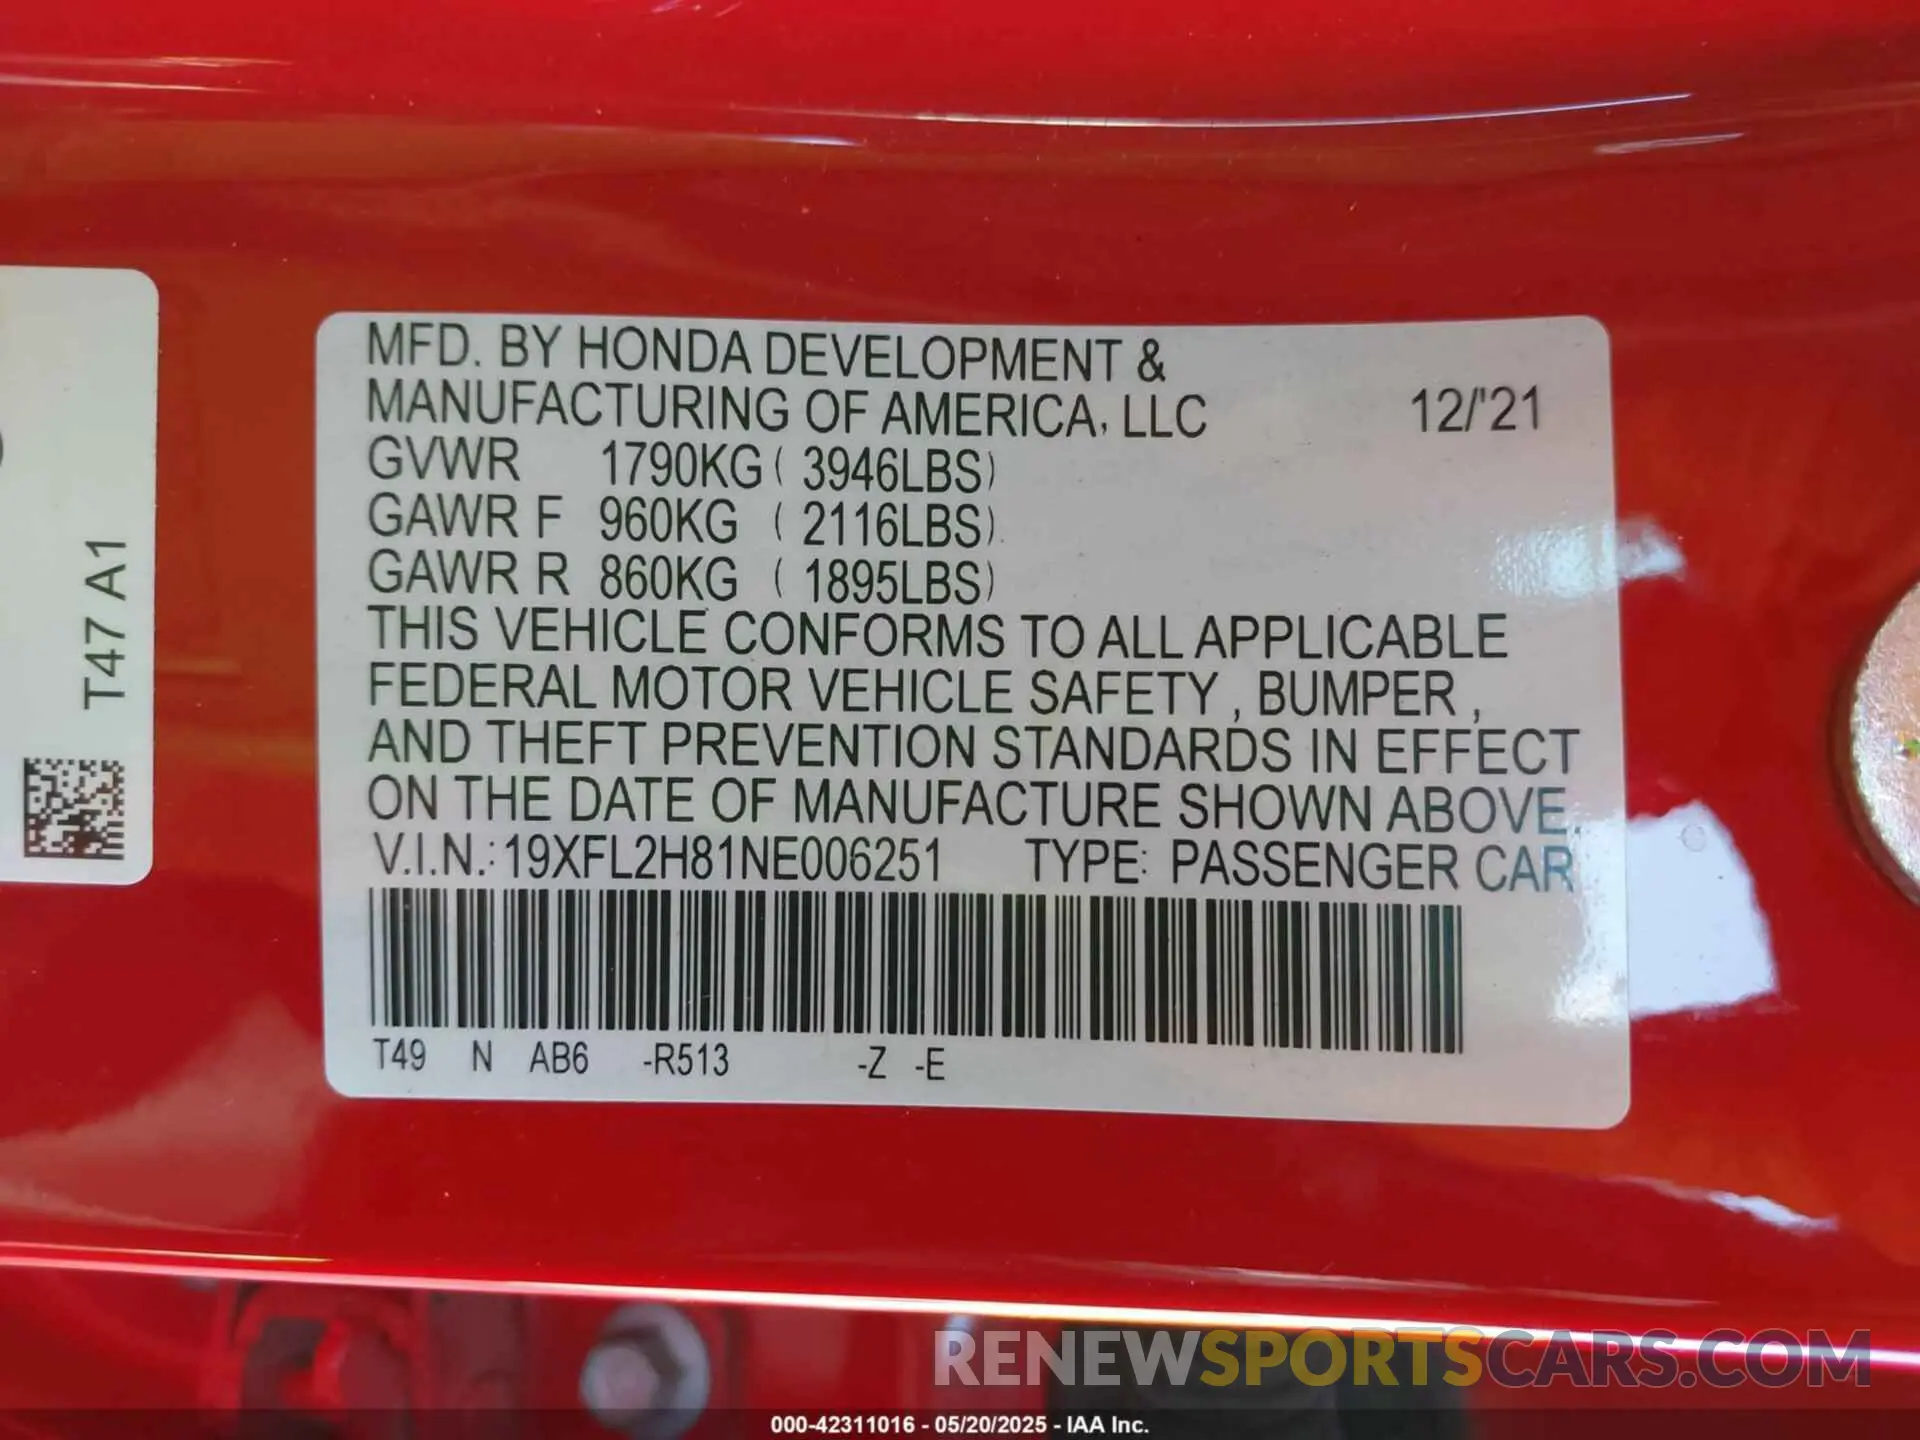 MFD. BY HONDA DEVELOPMENT &
MANUFACTURING OF AMERICA, LLC 12/'21
GVWR 1790KG ( 3946LBS)
GAWR F 960KG ( 2116LBS)
GAWR R 860KG ( 1895LBS)
THIS VEHICLE CONFORMS TO ALL APPLICABLE
FEDERAL MOTOR VEHICLE SAFETY , BUMPER ,
AND THEFT PREVENTION STANDARDS IN EFFECT
ON THE DATE OF MANUFACTURE SHOWN ABOVE.
V.I.N.: 19XFL2H81NE006251 TYPE: PASSENGER CAR
T49 N AB6 -R513 -Z -E
T47 A1
RENEWSPORTSCARS.COM
000-42311016 - 05/20/2025 - IAA Inc.